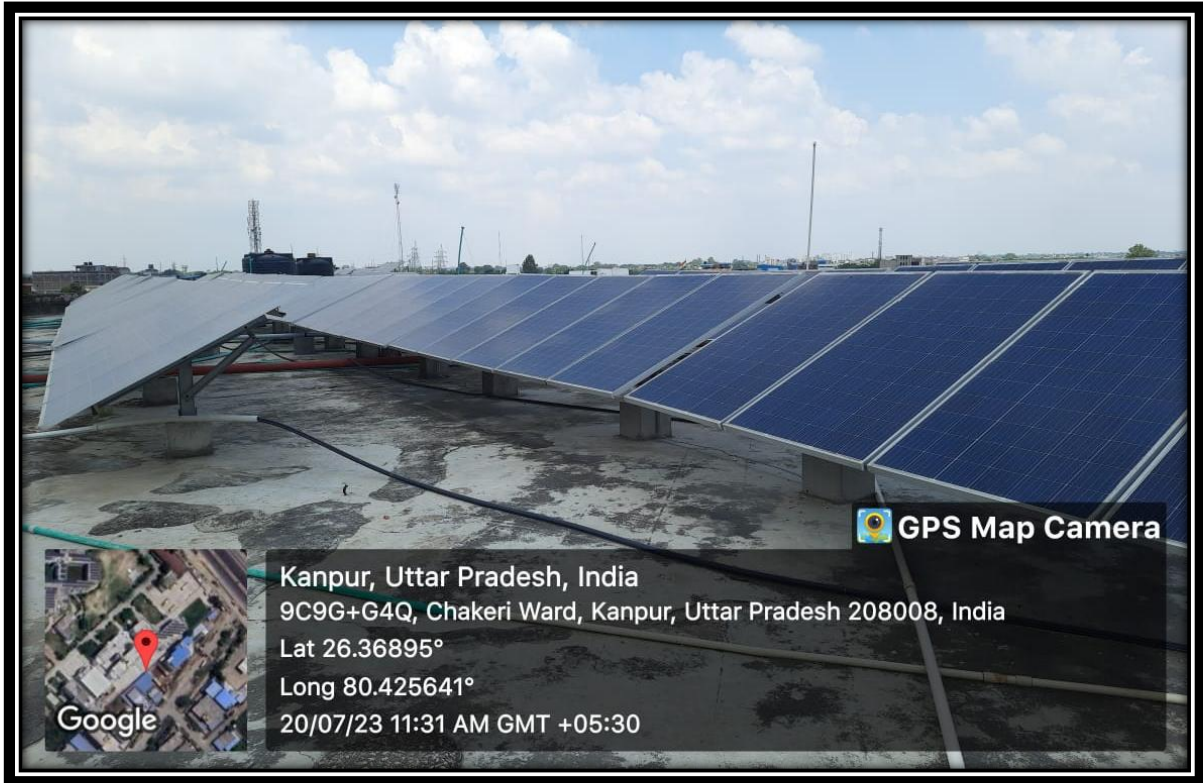 GPS Map Camera
Kanpur, Uttar Pradesh, India
9C9G+G4Q, Chakeri Ward, Kanpur, Uttar Pradesh 208008, India
Lat 26.36895°
Long 80.425641°
20/07/23 11:31 AM GMT +05:30
Google